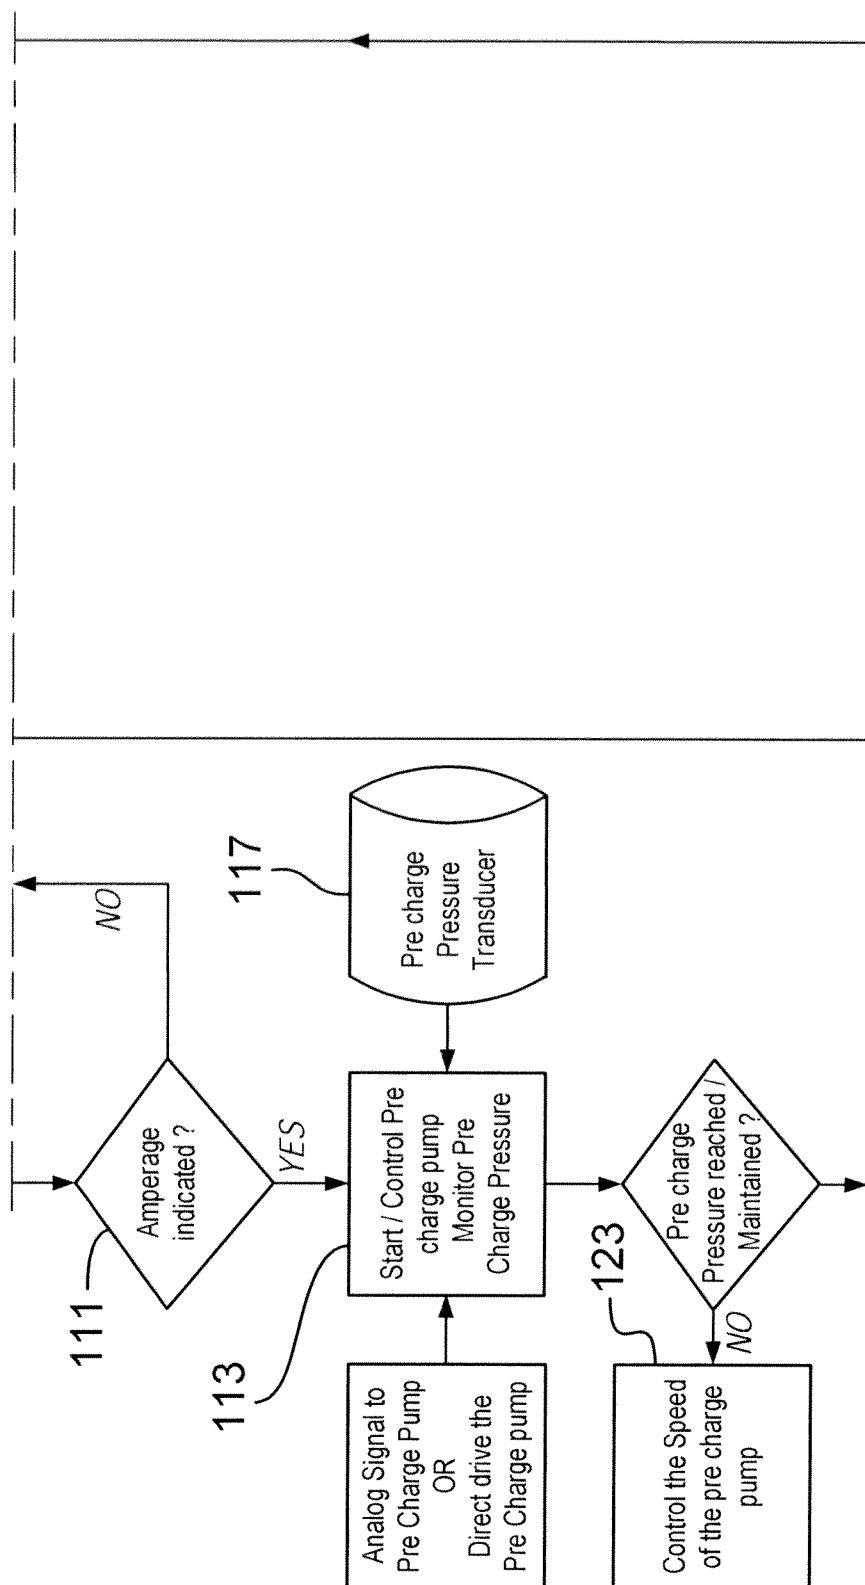 111
Amperage
indicated ?
NO
YES
113
Start / Control Pre
charge pump
Monitor Pre
Charge Pressure
117
Pre charge
Pressure
Transducer
Analog Signal to
Pre Charge Pump
OR
Direct drive the
Pre Charge pump
Pre charge
Pressure reached /
Maintained ?
NO
123
Control the Speed
of the pre charge
pump